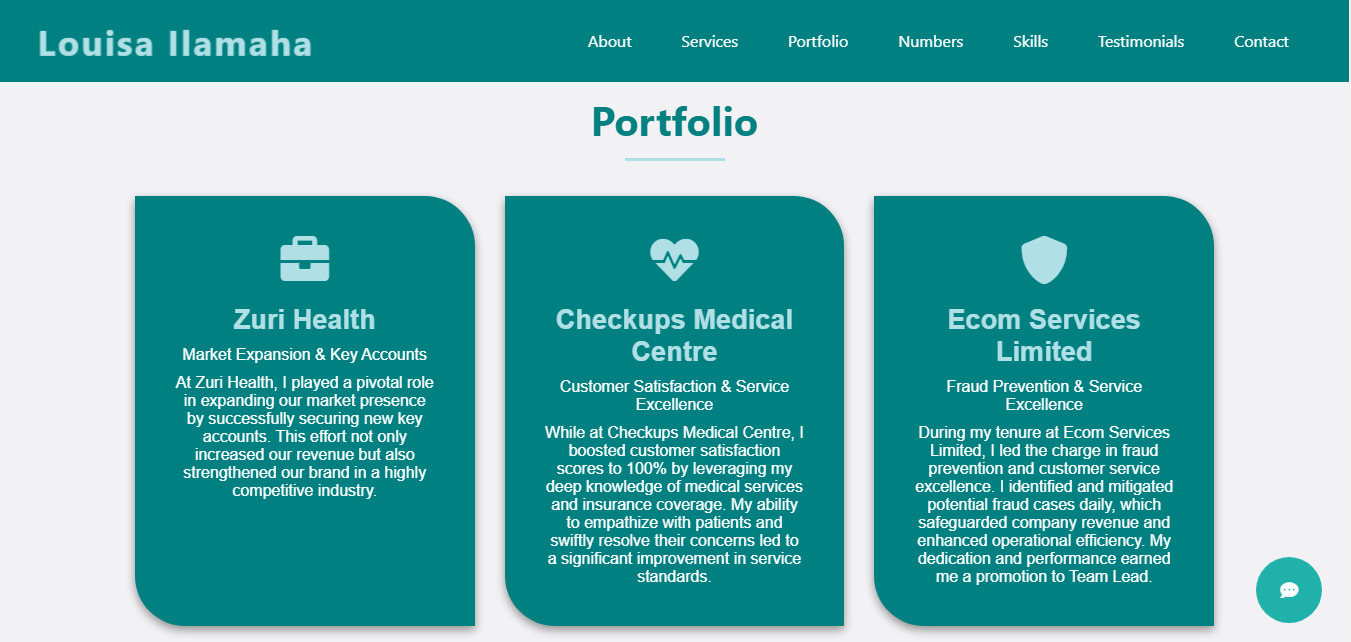 Louisa Ilamaha
About Services Portfolio Numbers Skills Testimonials Contact
Portfolio
Zuri Health
Market Expansion & Key Accounts
At Zuri Health, I played a pivotal role
in expanding our market presence
by successfully securing new key
accounts. This effort not only
increased our revenue but also
strengthened our brand in a highly
competitive industry.
Checkups Medical
Centre
Customer Satisfaction & Service
Excellence
While at Checkups Medical Centre, I
boosted customer satisfaction
scores to 100% by leveraging my
deep knowledge of medical services
and insurance coverage. My ability
to empathize with patients and
swiftly resolve their concerns led to
a significant improvement in service
standards.
Ecom Services
Limited
Fraud Prevention & Service
Excellence
During my tenure at Ecom Services
Limited, I led the charge in fraud
prevention and customer service
excellence. I identified and mitigated
potential fraud cases daily, which
safeguarded company revenue and
enhanced operational efficiency. My
dedication and performance earned
me a promotion to Team Lead.